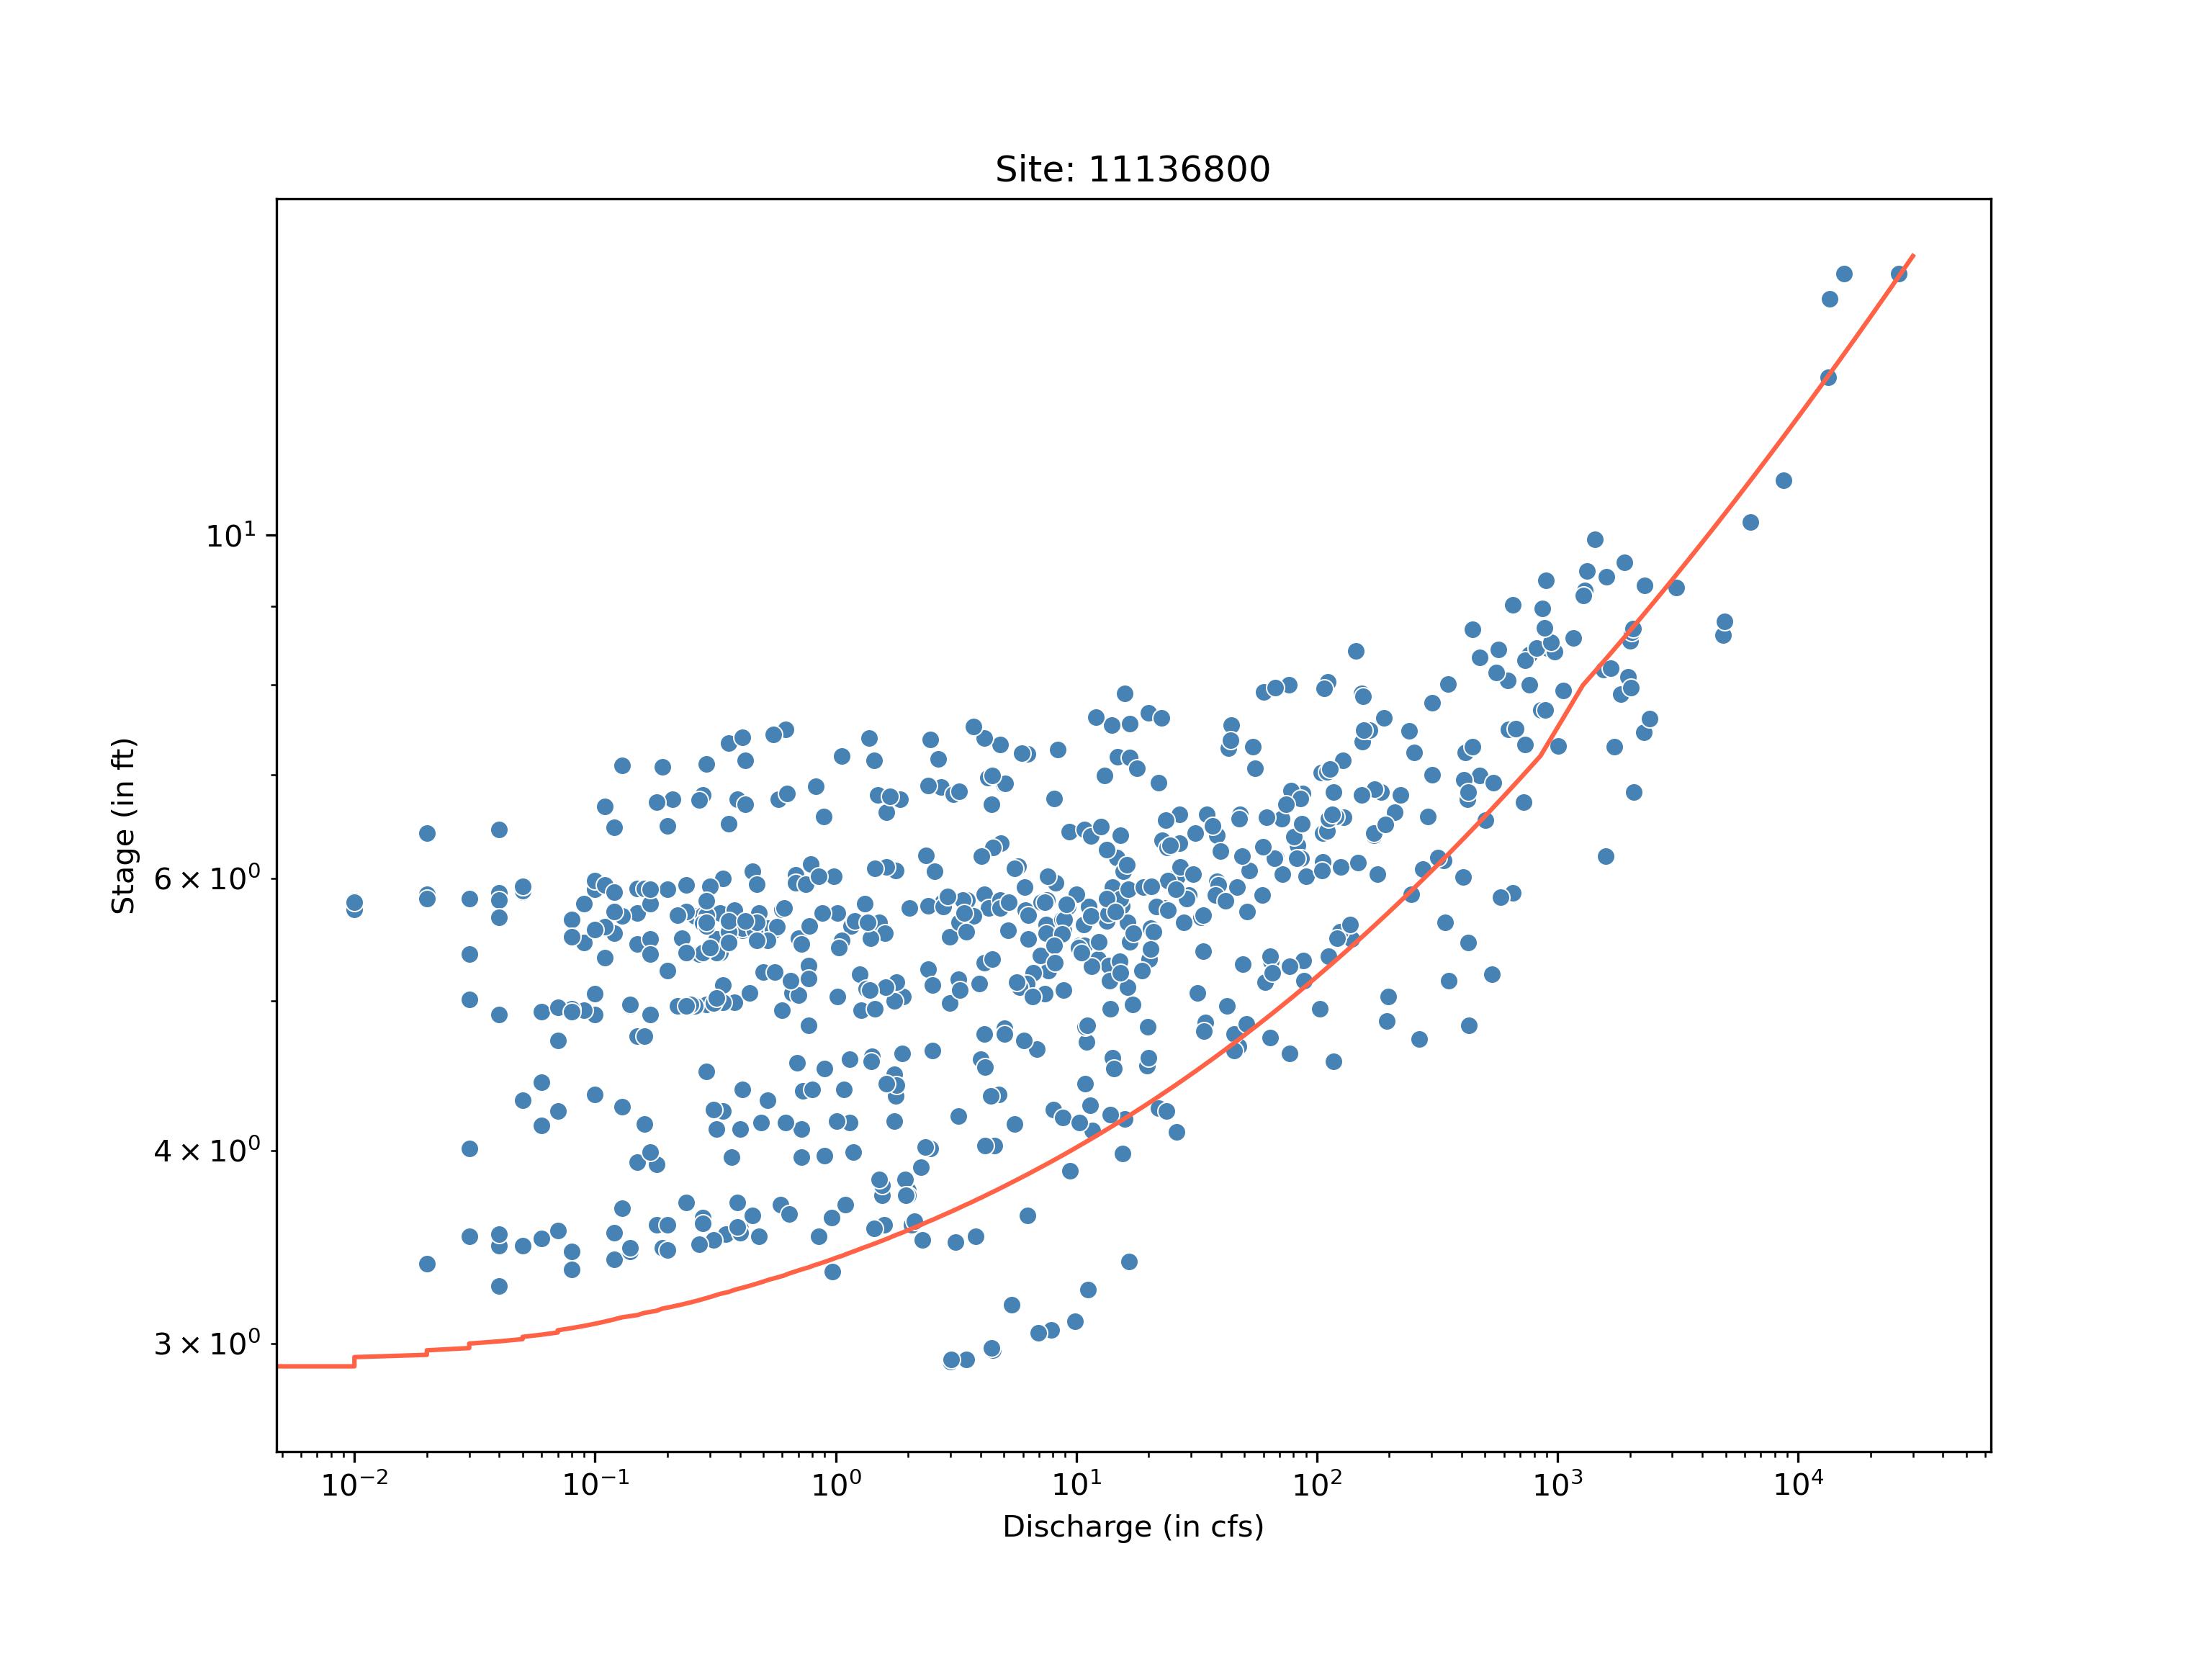 Site: 11136800
Stage (in ft)
10¹
6 × 10⁰
4 × 10⁰
3 × 10⁰
10⁻² 10⁻¹ 10⁰ 10¹ 10² 10³ 10⁴
Discharge (in cfs)